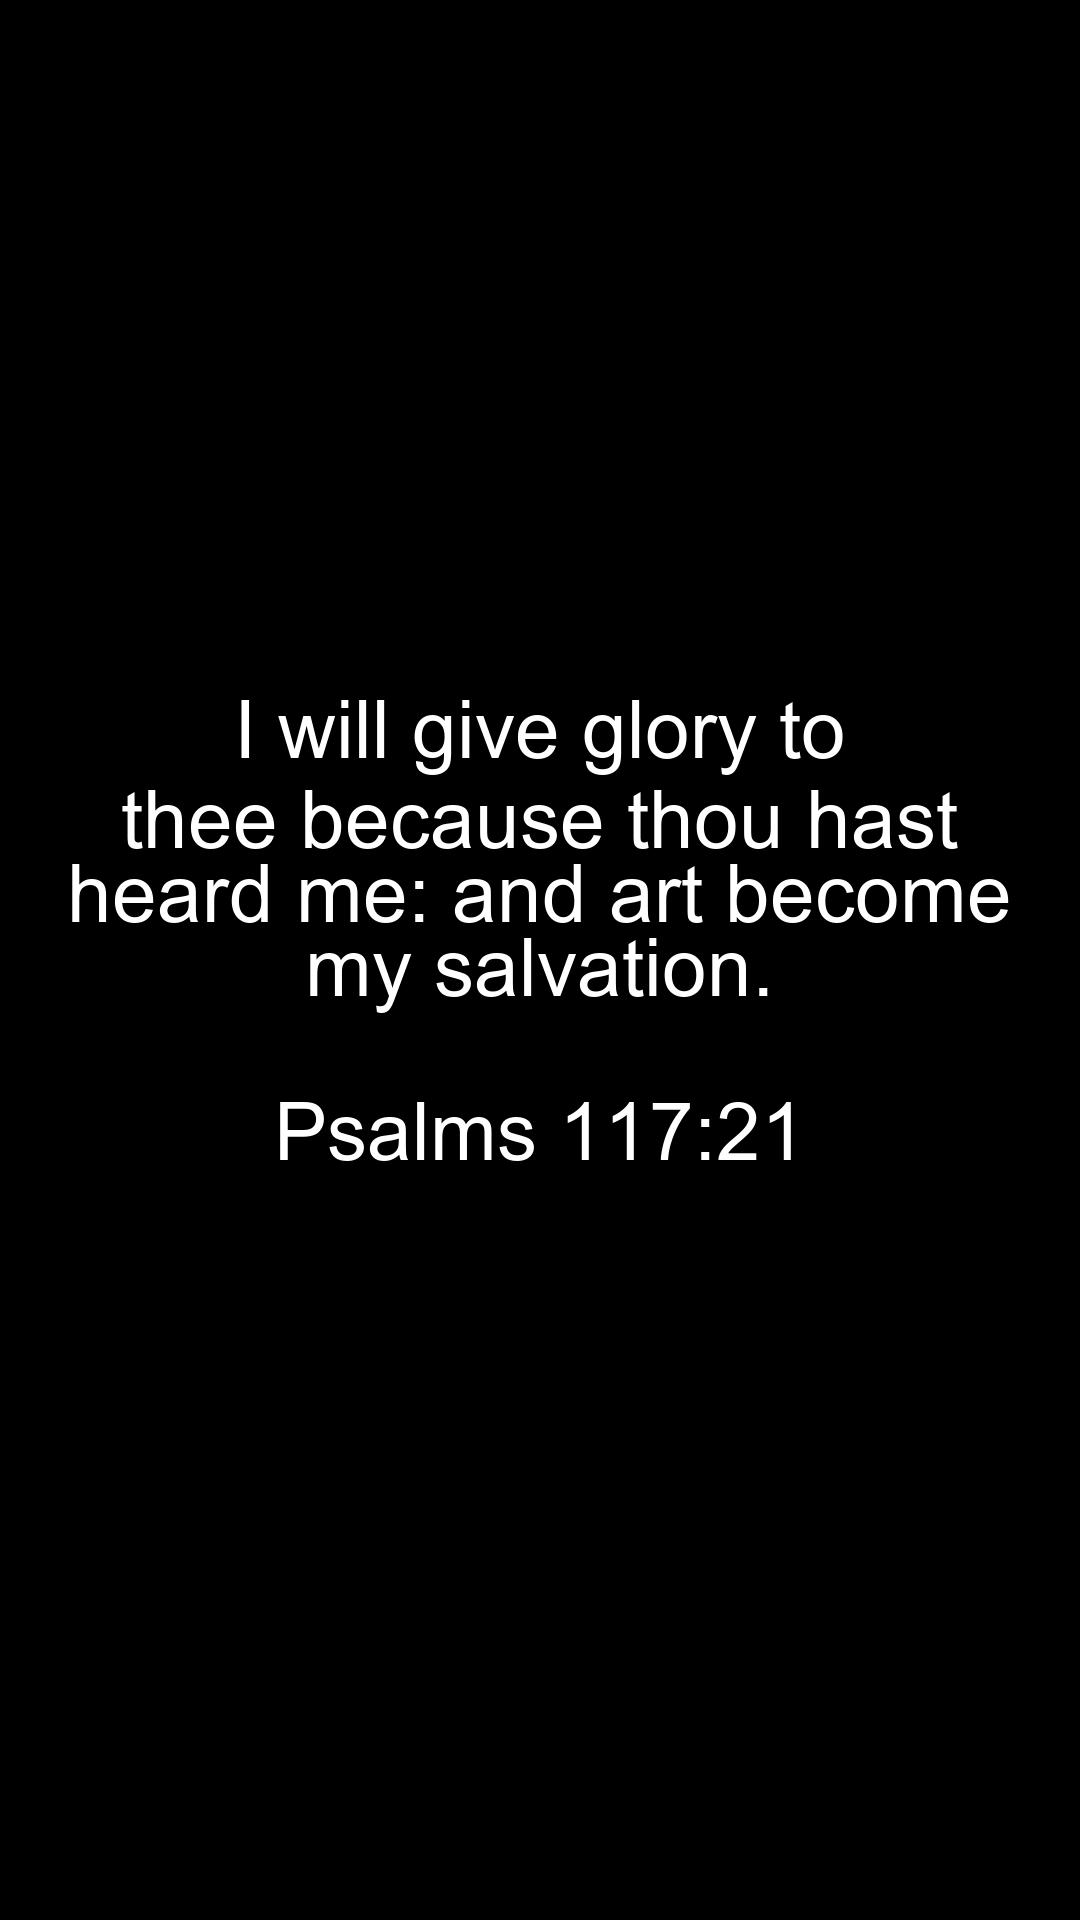 I will give glory to
thee because thou hast
heard me: and art become
my salvation.
Psalms 117:21